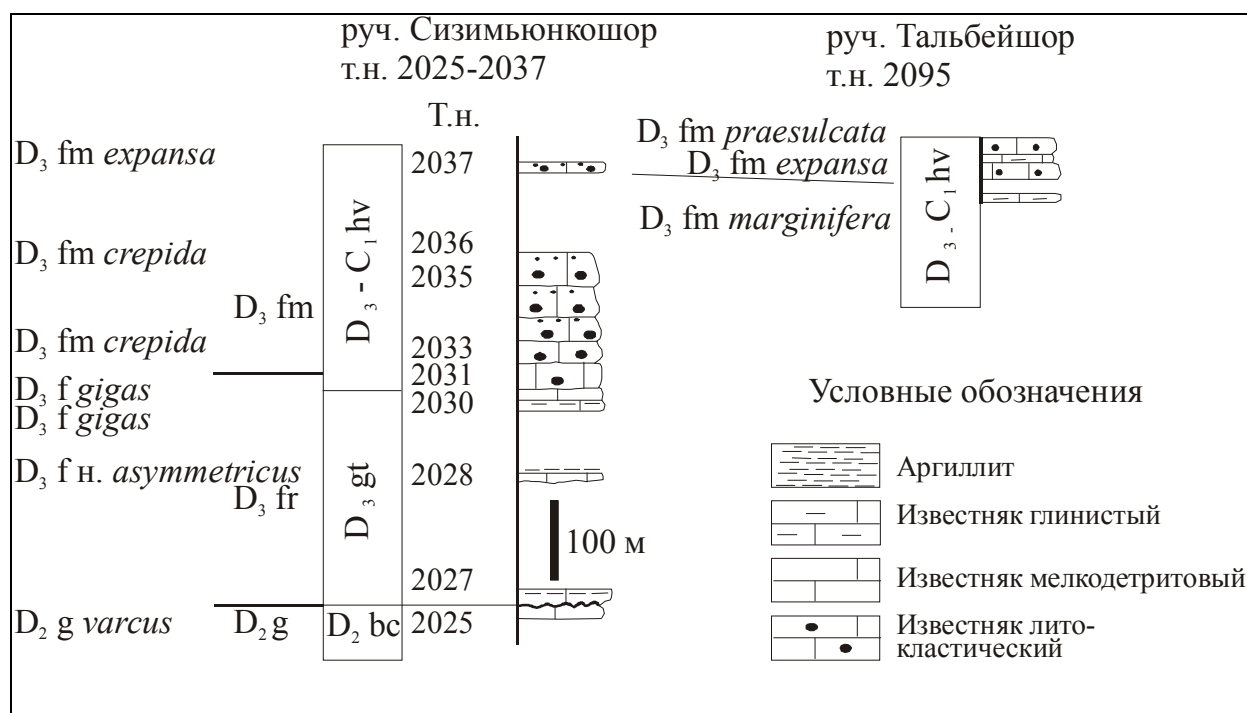 руч. Сизимьюнкошор
т.н. 2025-2037
Т.н.
D₃ fm expansa
D₃ fm crepida
D₃ fm crepida
D₃ f gigas
D₃ f gigas
D₃ f н. asymmetricus
D₂ g varcus
D₃ fm
D₃ fr
D₂ g
D₃ - C₁ hv
D₃ gt
D₂ bc
2037
2036
2035
2033
2031
2030
2028
2027
2025
100 м
руч. Тальбейшор
т.н. 2095
D₃ fm praesulcata
D₃ fm expansa
D₃ fm marginifera
D₃ - C₁ hv
Условные обозначения
Аргиллит
Известняк глинистый
Известняк мелкодетритовый
Известняк лито-
кластический